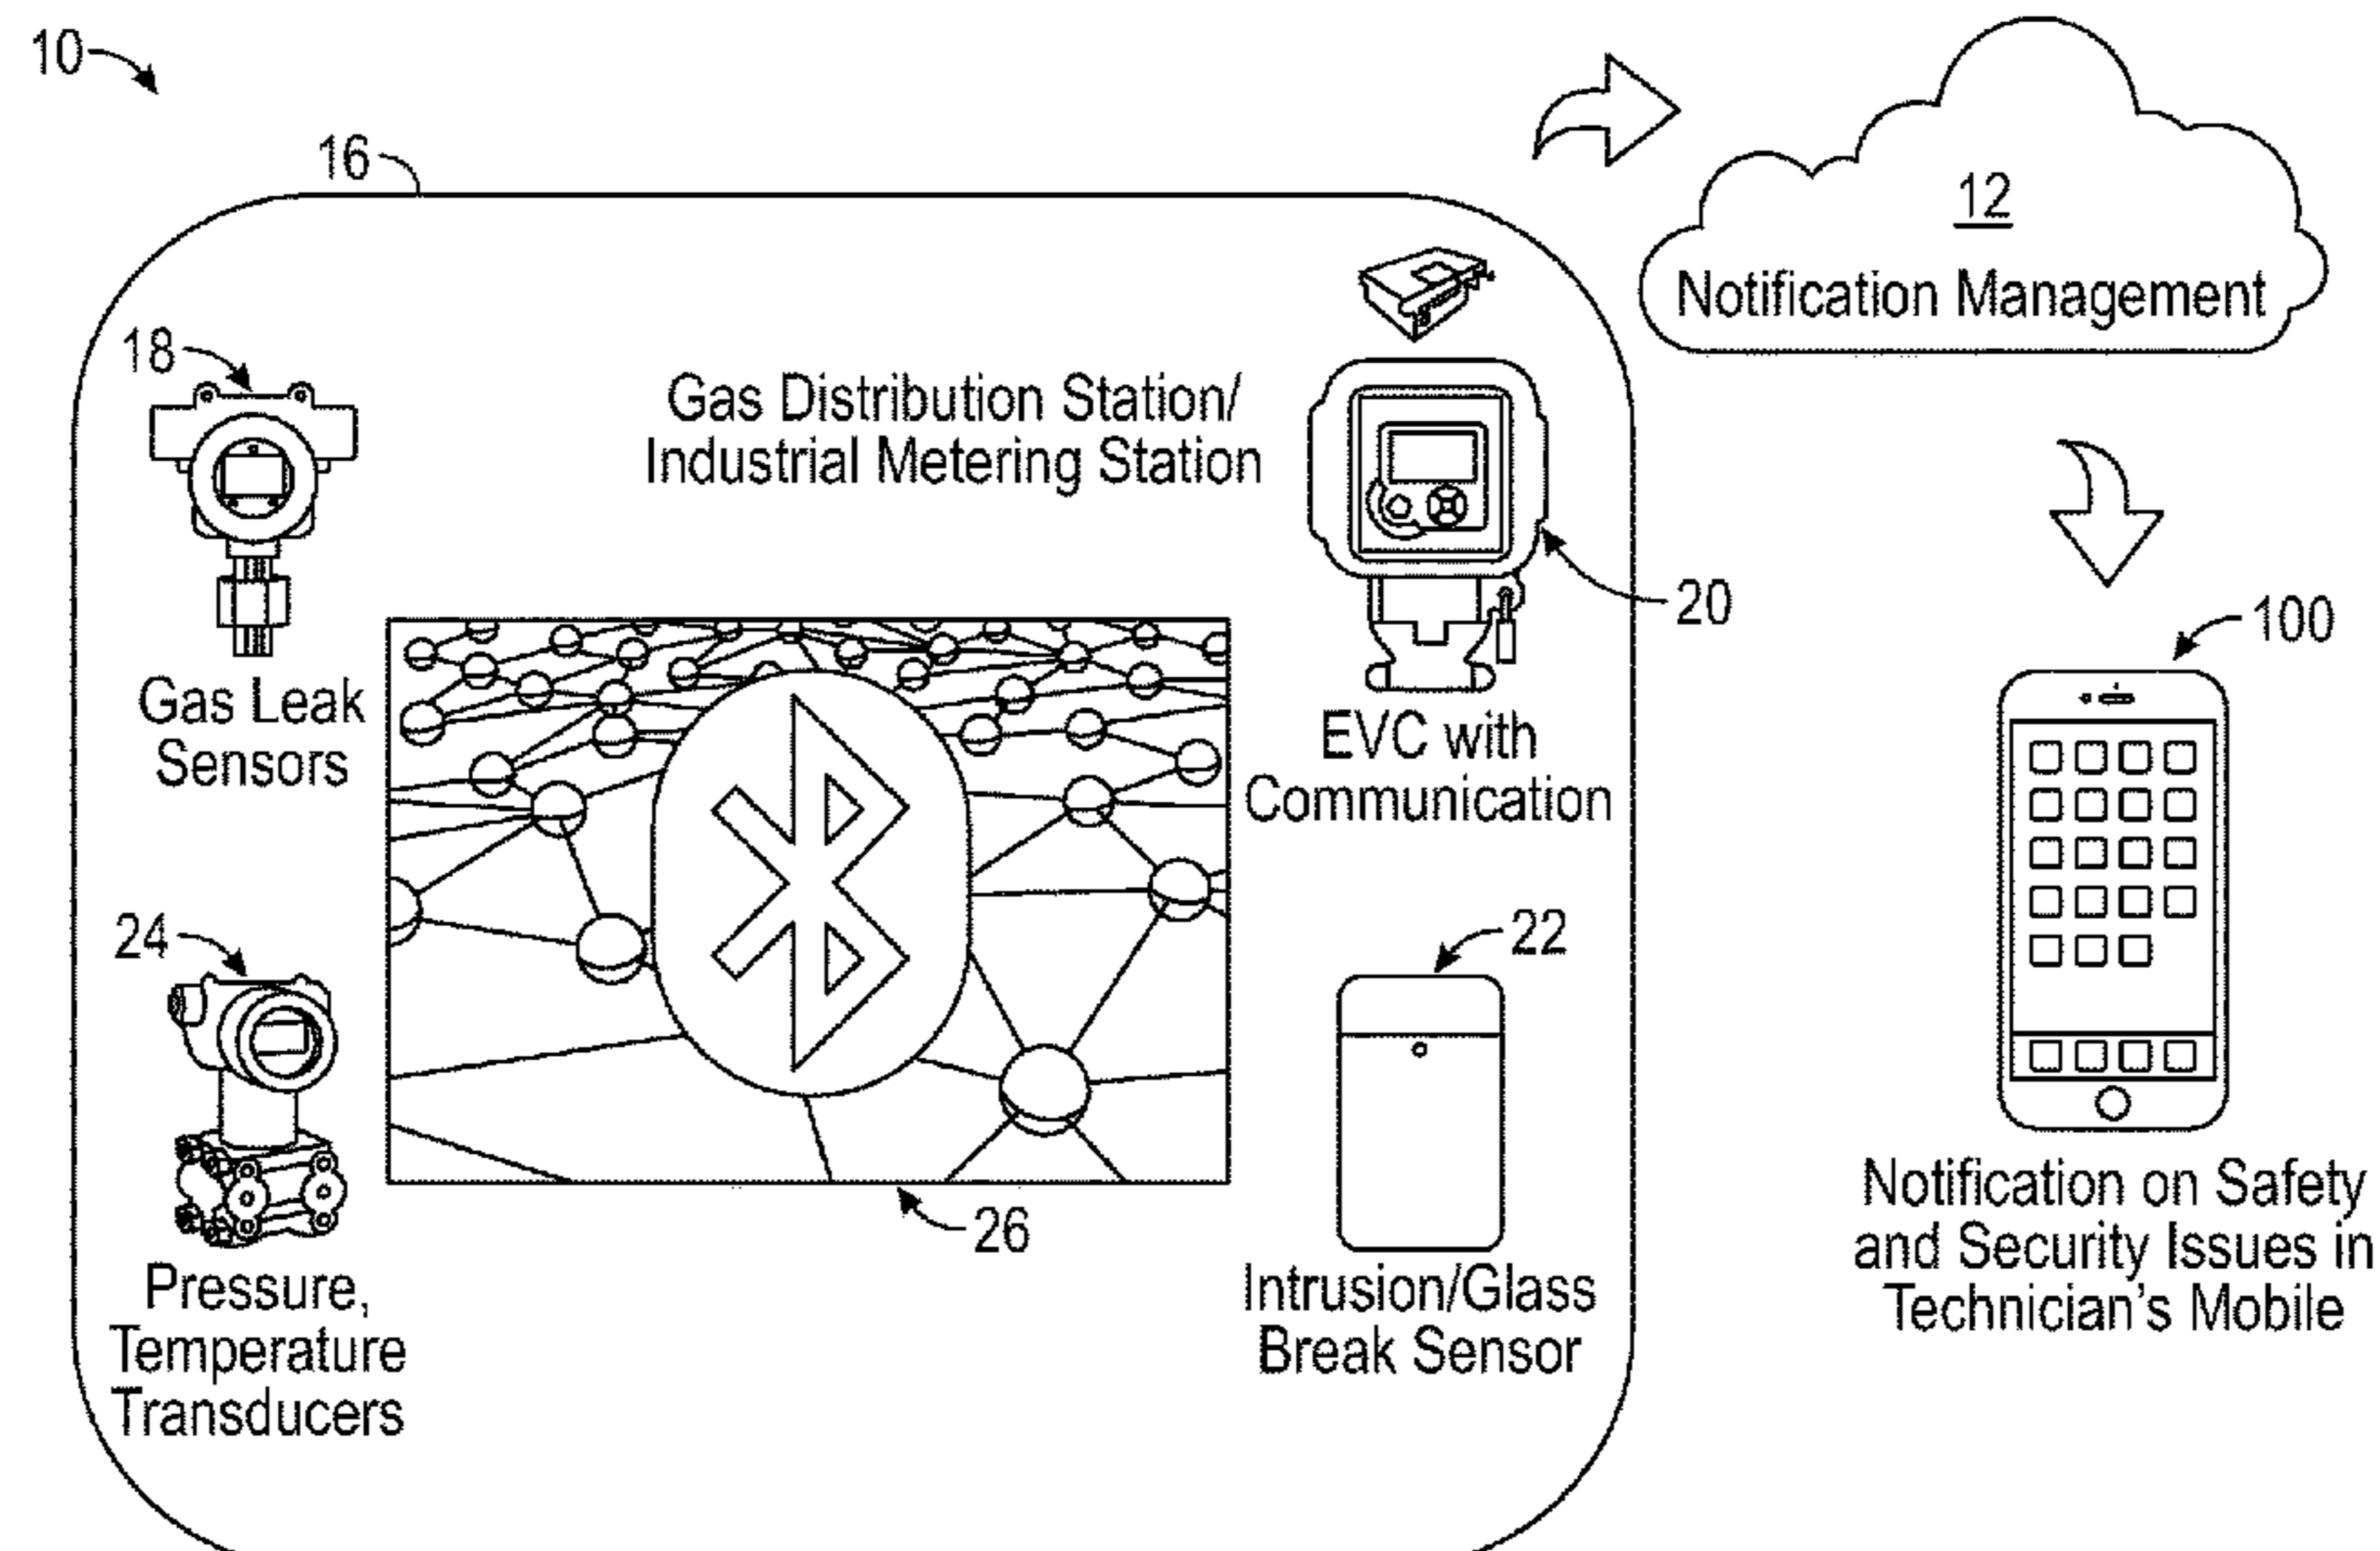 10
16
12
Notification Management
18
Gas Distribution Station/
Industrial Metering Station
20
100
Gas Leak
Sensors
EVC with
Communication
24
22
26
Pressure,
Temperature
Transducers
Intrusion/Glass
Break Sensor
Notification on Safety
and Security Issues in
Technician's Mobile